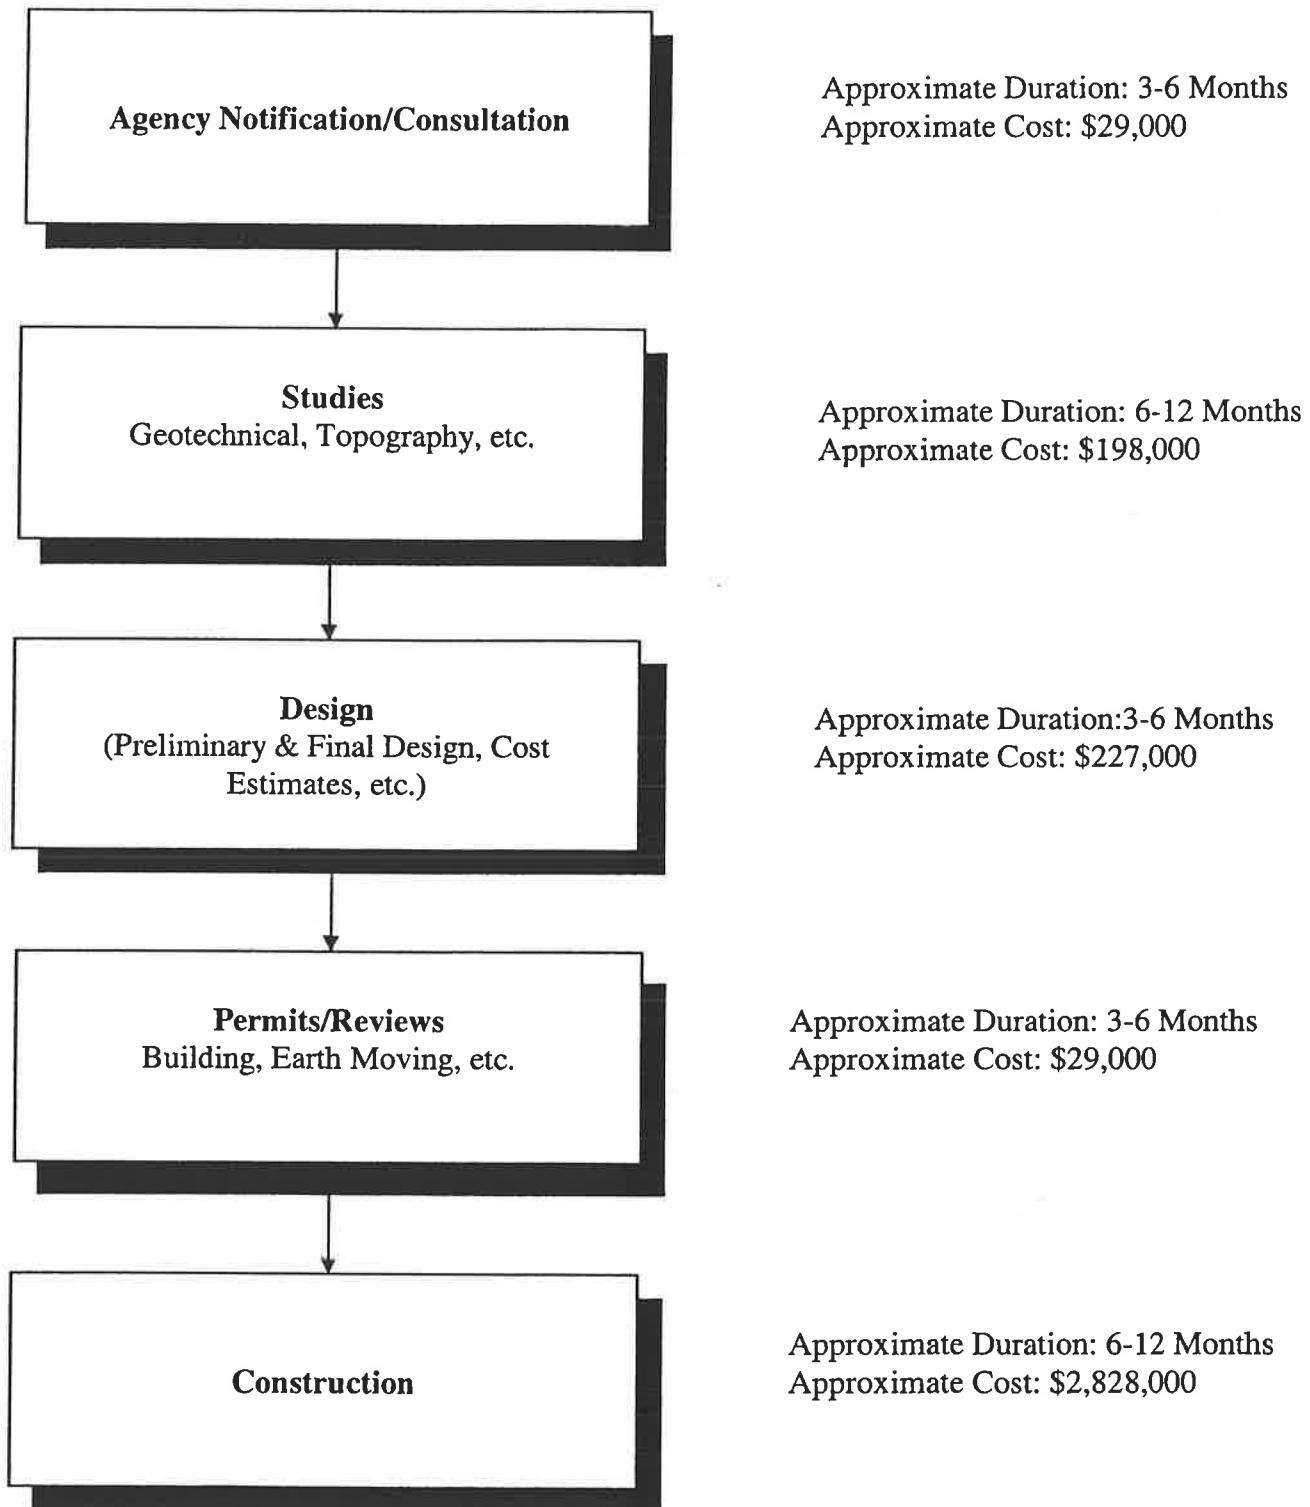 Agency Notification/Consultation
Approximate Duration: 3-6 Months
Approximate Cost: $29,000
Studies
Geotechnical, Topography, etc.
Approximate Duration: 6-12 Months
Approximate Cost: $198,000
Design
(Preliminary & Final Design, Cost
Estimates, etc.)
Approximate Duration:3-6 Months
Approximate Cost: $227,000
Permits/Reviews
Building, Earth Moving, etc.
Approximate Duration: 3-6 Months
Approximate Cost: $29,000
Construction
Approximate Duration: 6-12 Months
Approximate Cost: $2,828,000